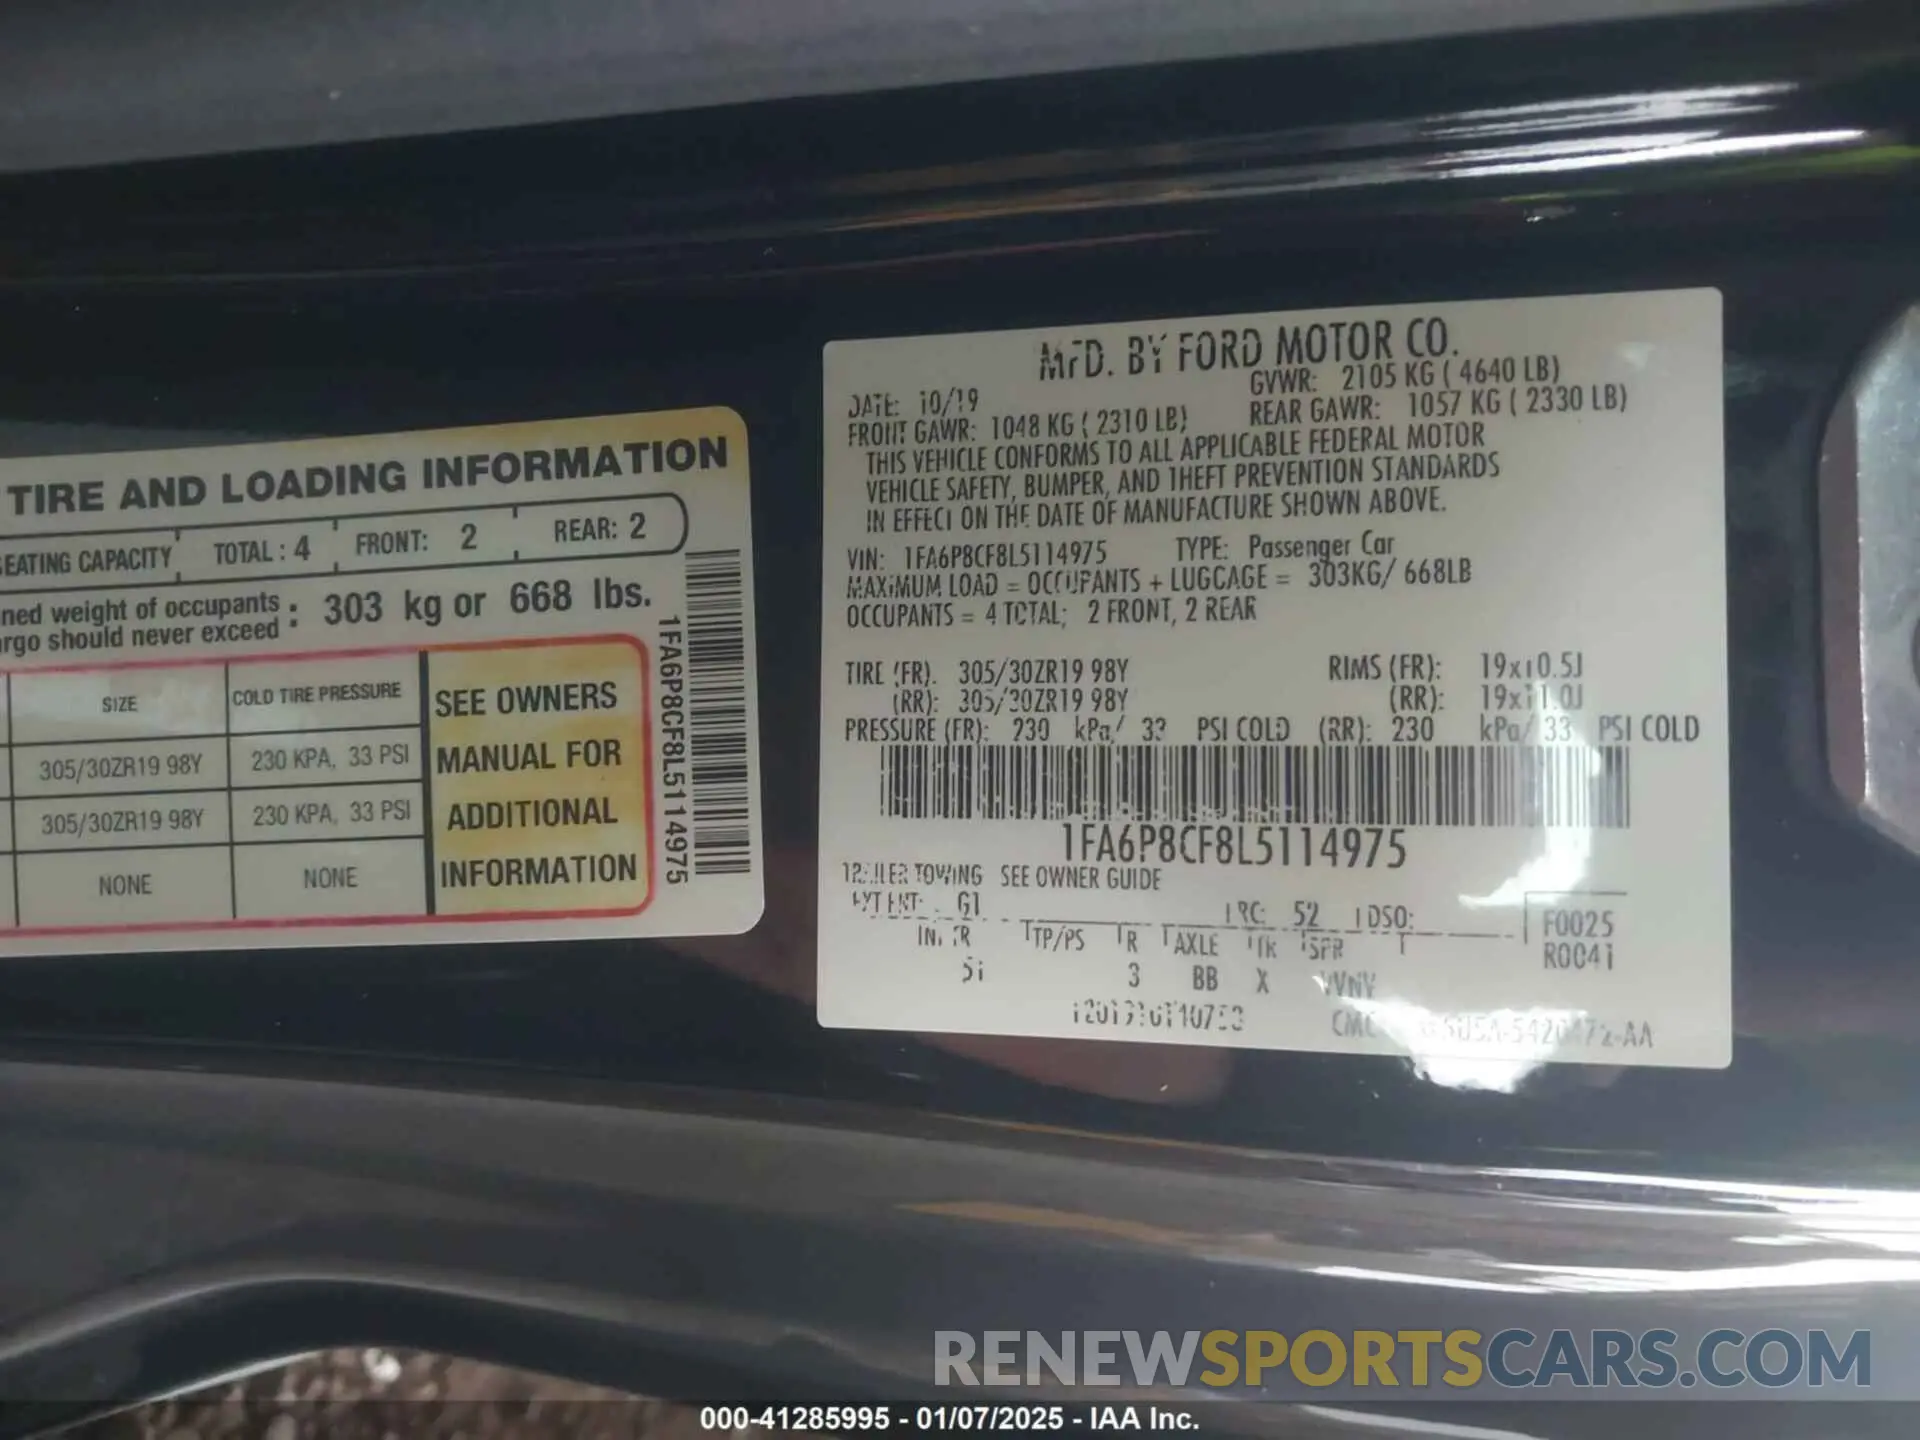 TIRE AND LOADING INFORMATION
EATING CAPACITY TOTAL : 4 FRONT: 2 REAR: 2
ned weight of occupants
rgo should never exceed : 303 kg or 668 lbs.
SIZE COLD TIRE PRESSURE
305/30ZR19 98Y 230 KPA, 33 PSI
305/30ZR19 98Y 230 KPA, 33 PSI
NONE NONE
SEE OWNERS
MANUAL FOR
ADDITIONAL
INFORMATION
1FA6P8CF8L5114975
MFD. BY FORD MOTOR CO.
DATE: 10/19 GVWR: 2105 KG ( 4640 LB)
FRONT GAWR: 1048 KG ( 2310 LB) REAR GAWR: 1057 KG ( 2330 LB)
THIS VEHICLE CONFORMS TO ALL APPLICABLE FEDERAL MOTOR
VEHICLE SAFETY, BUMPER, AND THEFT PREVENTION STANDARDS
IN EFFECT ON THE DATE OF MANUFACTURE SHOWN ABOVE.
VIN: 1FA6P8CF8L5114975 TYPE: Passenger Car
MAXIMUM LOAD = OCCUPANTS + LUGGAGE = 303KG/ 668LB
OCCUPANTS = 4 TOTAL; 2 FRONT, 2 REAR
TIRE (FR): 305/30ZR19 98Y RIMS (FR): 19x10.5J
(RR): 305/30ZR19 98Y (RR): 19x11.0J
PRESSURE (FR): 230 kPa/ 33 PSI COLD (RR): 230 kPa/ 33 PSI COLD
1FA6P8CF8L5114975
TRAILER TOWING SEE OWNER GUIDE
EXT PNT: G1 RC: 52 DSO: F0025
INT TR TP/PS R AXLE TR SPR R0041
3 BB X
RENEWSPORTSCARS.COM
000-41285995 - 01/07/2025 - IAA Inc.